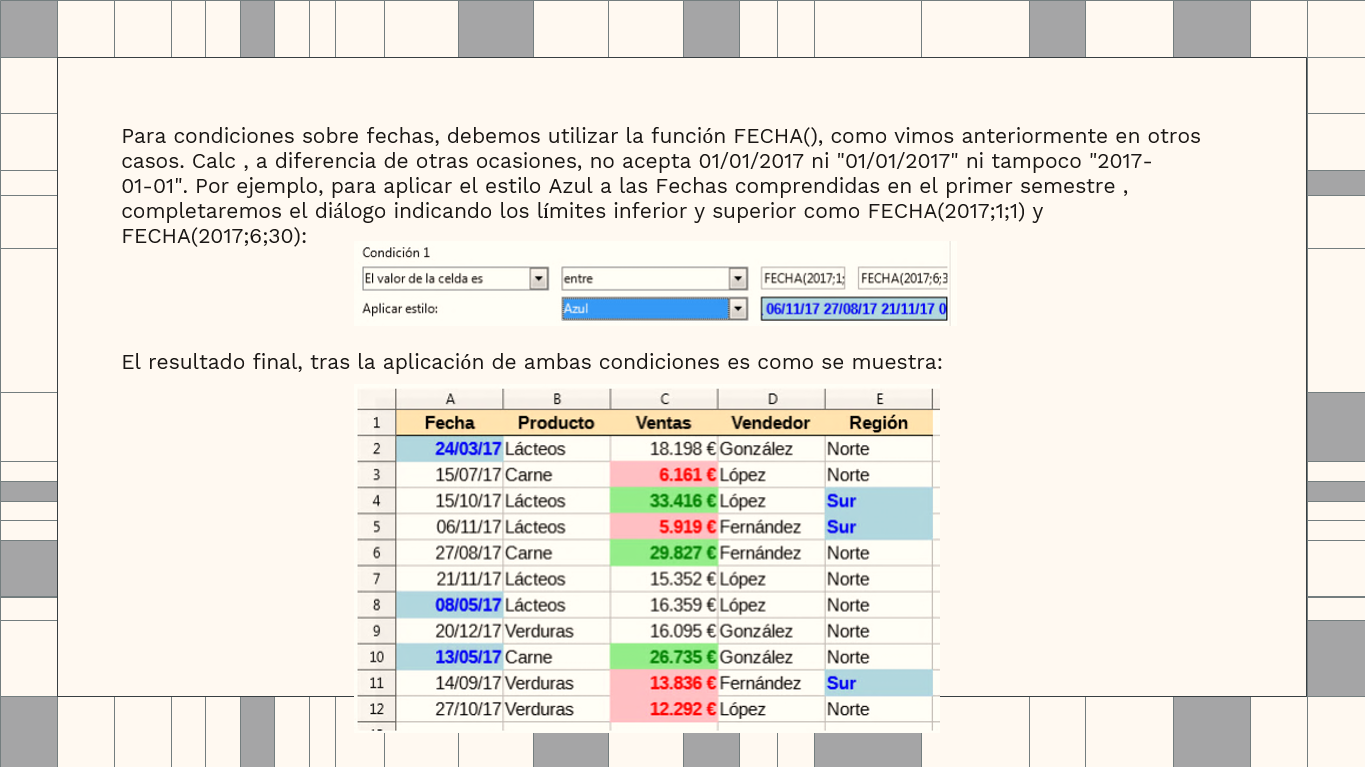 Para condiciones sobre fechas, debemos utilizar la función FECHA(), como vimos anteriormente en otros
casos. Calc , a diferencia de otras ocasiones, no acepta 01/01/2017 ni "01/01/2017" ni tampoco "2017-
01-01". Por ejemplo, para aplicar el estilo Azul a las Fechas comprendidas en el primer semestre ,
completaremos el diálogo indicando los límites inferior y superior como FECHA(2017;1;1) y
FECHA(2017;6;30):
Condición 1
El valor de la celda es entre FECHA(2017;1; FECHA(2017;6;3
Aplicar estilo: Azul 06/11/17 27/08/17 21/11/17 0
El resultado final, tras la aplicación de ambas condiciones es como se muestra:
A B C D E
1 Fecha Producto Ventas Vendedor Región
2 24/03/17 Lácteos 18.198 € González Norte
3 15/07/17 Carne 6.161 € López Norte
4 15/10/17 Lácteos 33.416 € López Sur
5 06/11/17 Lácteos 5.919 € Fernández Sur
6 27/08/17 Carne 29.827 € Fernández Norte
7 21/11/17 Lácteos 15.352 € López Norte
8 08/05/17 Lácteos 16.359 € López Norte
9 20/12/17 Verduras 16.095 € González Norte
10 13/05/17 Carne 26.735 € González Norte
11 14/09/17 Verduras 13.836 € Fernández Sur
12 27/10/17 Verduras 12.292 € López Norte